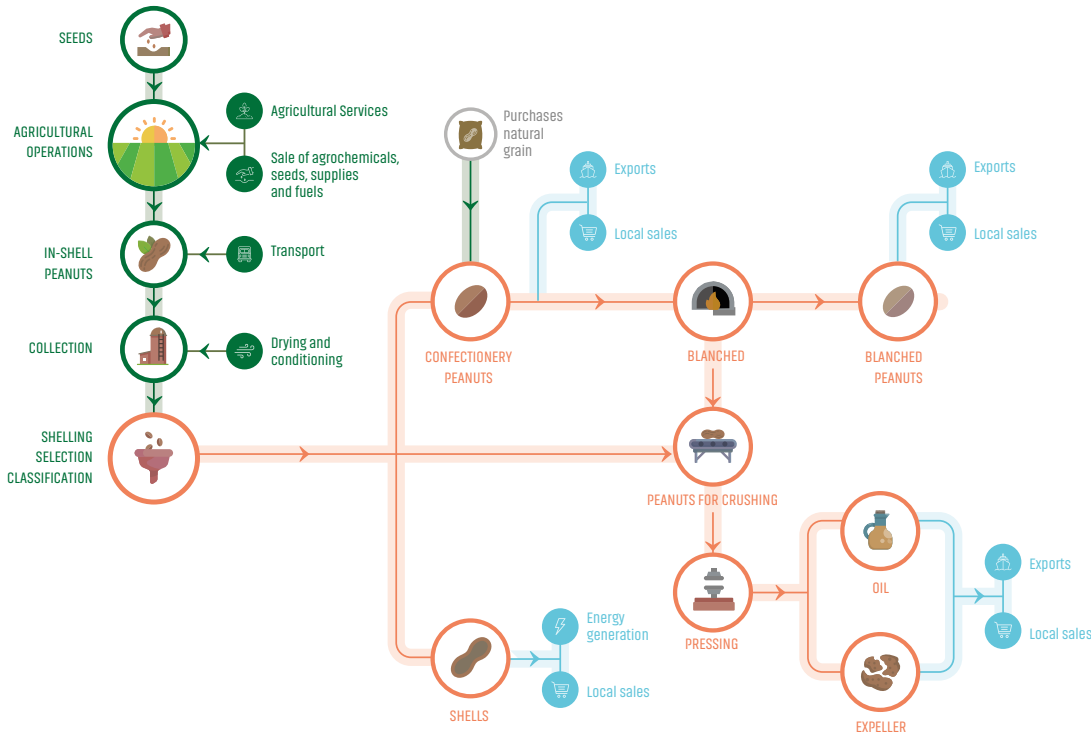 SEEDS
AGRICULTURAL
OPERATIONS
Agricultural Services
Sale of agrochemicals,
seeds, supplies
and fuels
IN-SHELL
PEANUTS
Transport
COLLECTION
Drying and
conditioning
SHELLING
SELECTION
CLASSIFICATION
Purchases
natural
grain
Exports
Local sales
Exports
Local sales
CONFECTIONERY
PEANUTS
BLANCHED
BLANCHED
PEANUTS
PEANUTS FOR CRUSHING
PRESSING
OIL
EXPELLER
Exports
Local sales
SHELLS
Energy
generation
Local sales